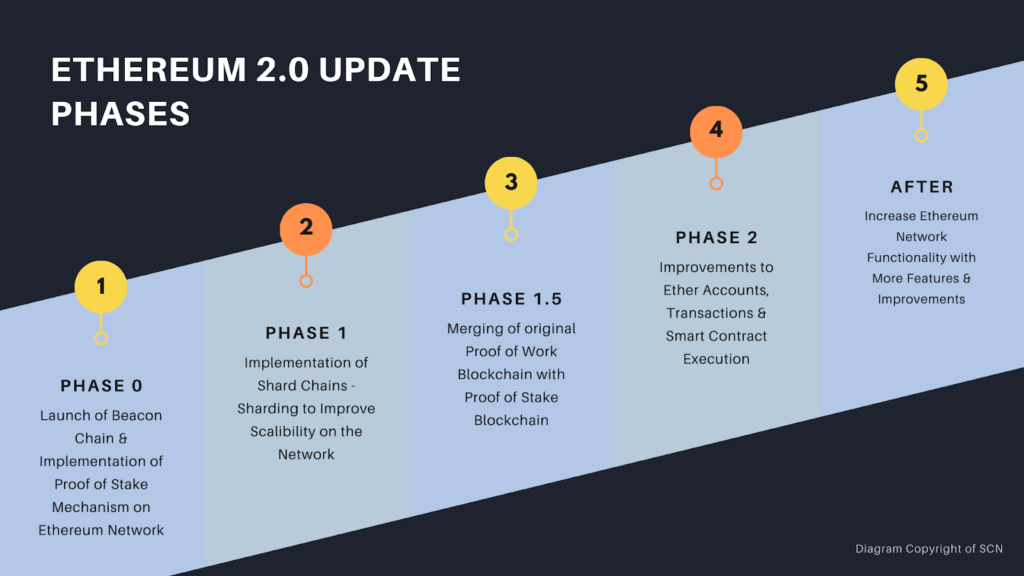 ETHEREUM 2.0 UPDATE
PHASES
1
PHASE 0
Launch of Beacon
Chain &
Implementation of
Proof of Stake
Mechanism on
Ethereum Network
2
PHASE 1
Implementation of
Shard Chains -
Sharding to Improve
Scalibility on the
Network
3
PHASE 1.5
Merging of original
Proof of Work
Blockchain with
Proof of Stake
Blockchain
4
PHASE 2
Improvements to
Ether Accounts,
Transactions &
Smart Contract
Execution
5
AFTER
Increase Ethereum
Network
Functionality with
More Features &
Improvements
Diagram Copyright of SCN